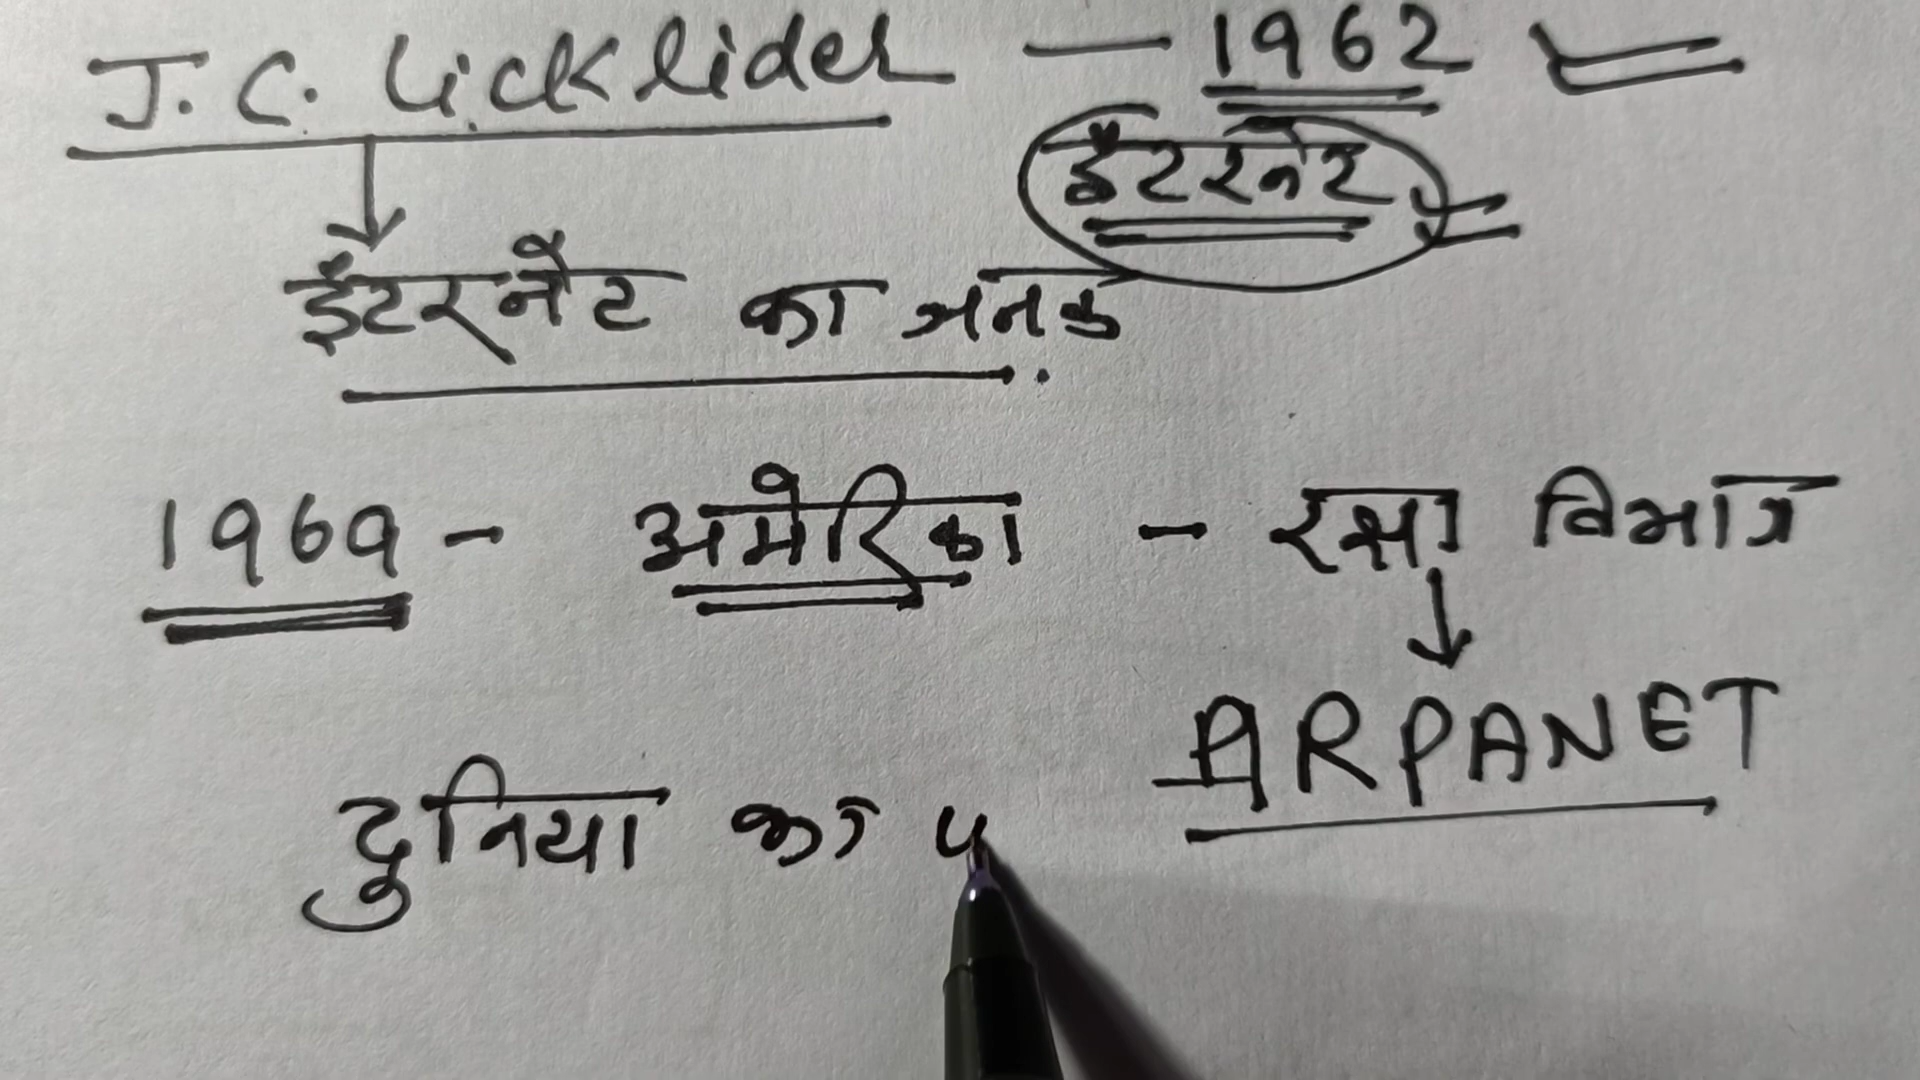 J. C. Licklider — 1962
इंटरनेट
इंटरनेट का जनक
1969 - अमेरिका - रक्षा विभाग
ARPANET
दुनिया का